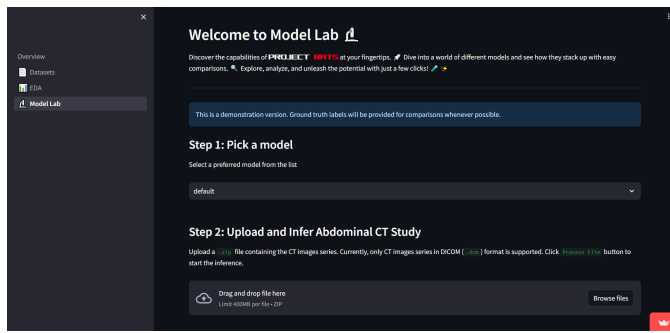 Overview
Datasets
EDA
Model Lab
Welcome to Model Lab
Discover the capabilities of PROJECT RATS at your fingertips. Dive into a world of different models and see how they stack up with easy
comparisons. Explore, analyze, and unleash the potential with just a few clicks!
This is a demonstration version. Ground truth labels will be provided for comparisons whenever possible.
Step 1: Pick a model
Select a preferred model from the list
default
Step 2: Upload and Infer Abdominal CT Study
Upload a .zip file containing the CT images series. Currently, only CT images series in DICOM ( .dcm ) format is supported. Click Process File button to
start the inference.
Drag and drop file here
Limit 400MB per file • ZIP
Browse files